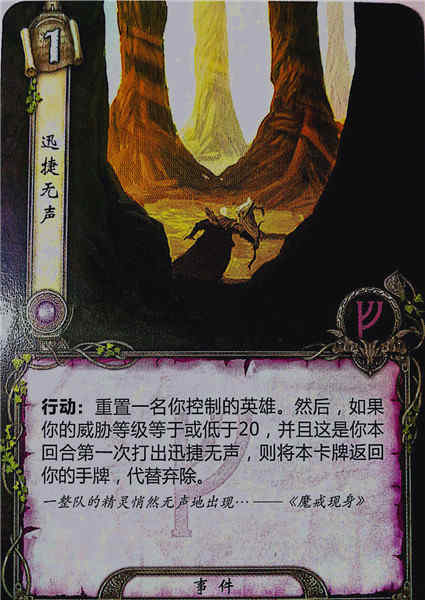 1
迅捷无声
行动：重置一名你控制的英雄。然后，如果
你的威胁等级等于或低于20，并且这是你本
回合第一次打出迅捷无声，则将本卡牌返回
你的手牌，代替弃除。
一整队的精灵悄然无声地出现…——《魔戒现身》
事件